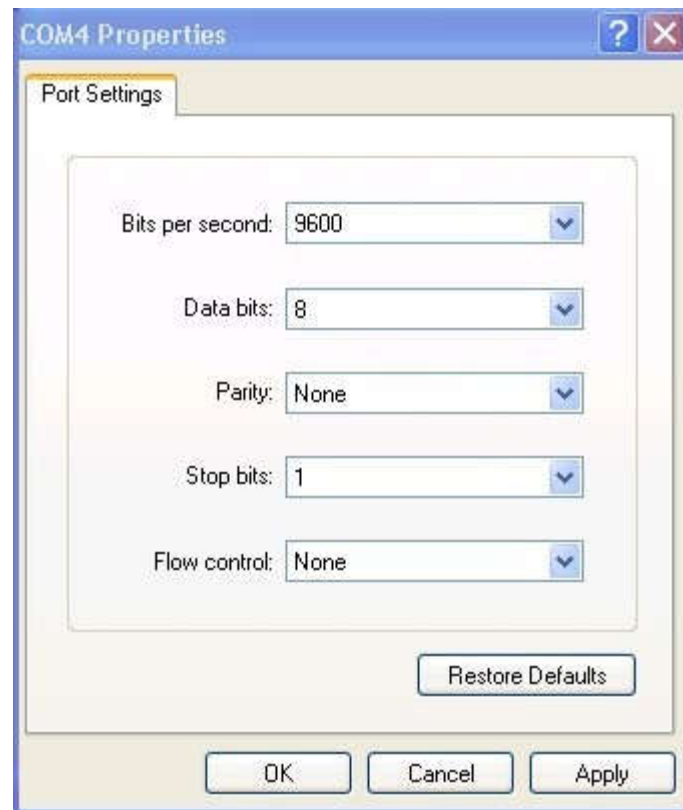 COM4 Properties
Port Settings
Bits per second: 9600
Data bits: 8
Parity: None
Stop bits: 1
Flow control: None
Restore Defaults
OK Cancel Apply